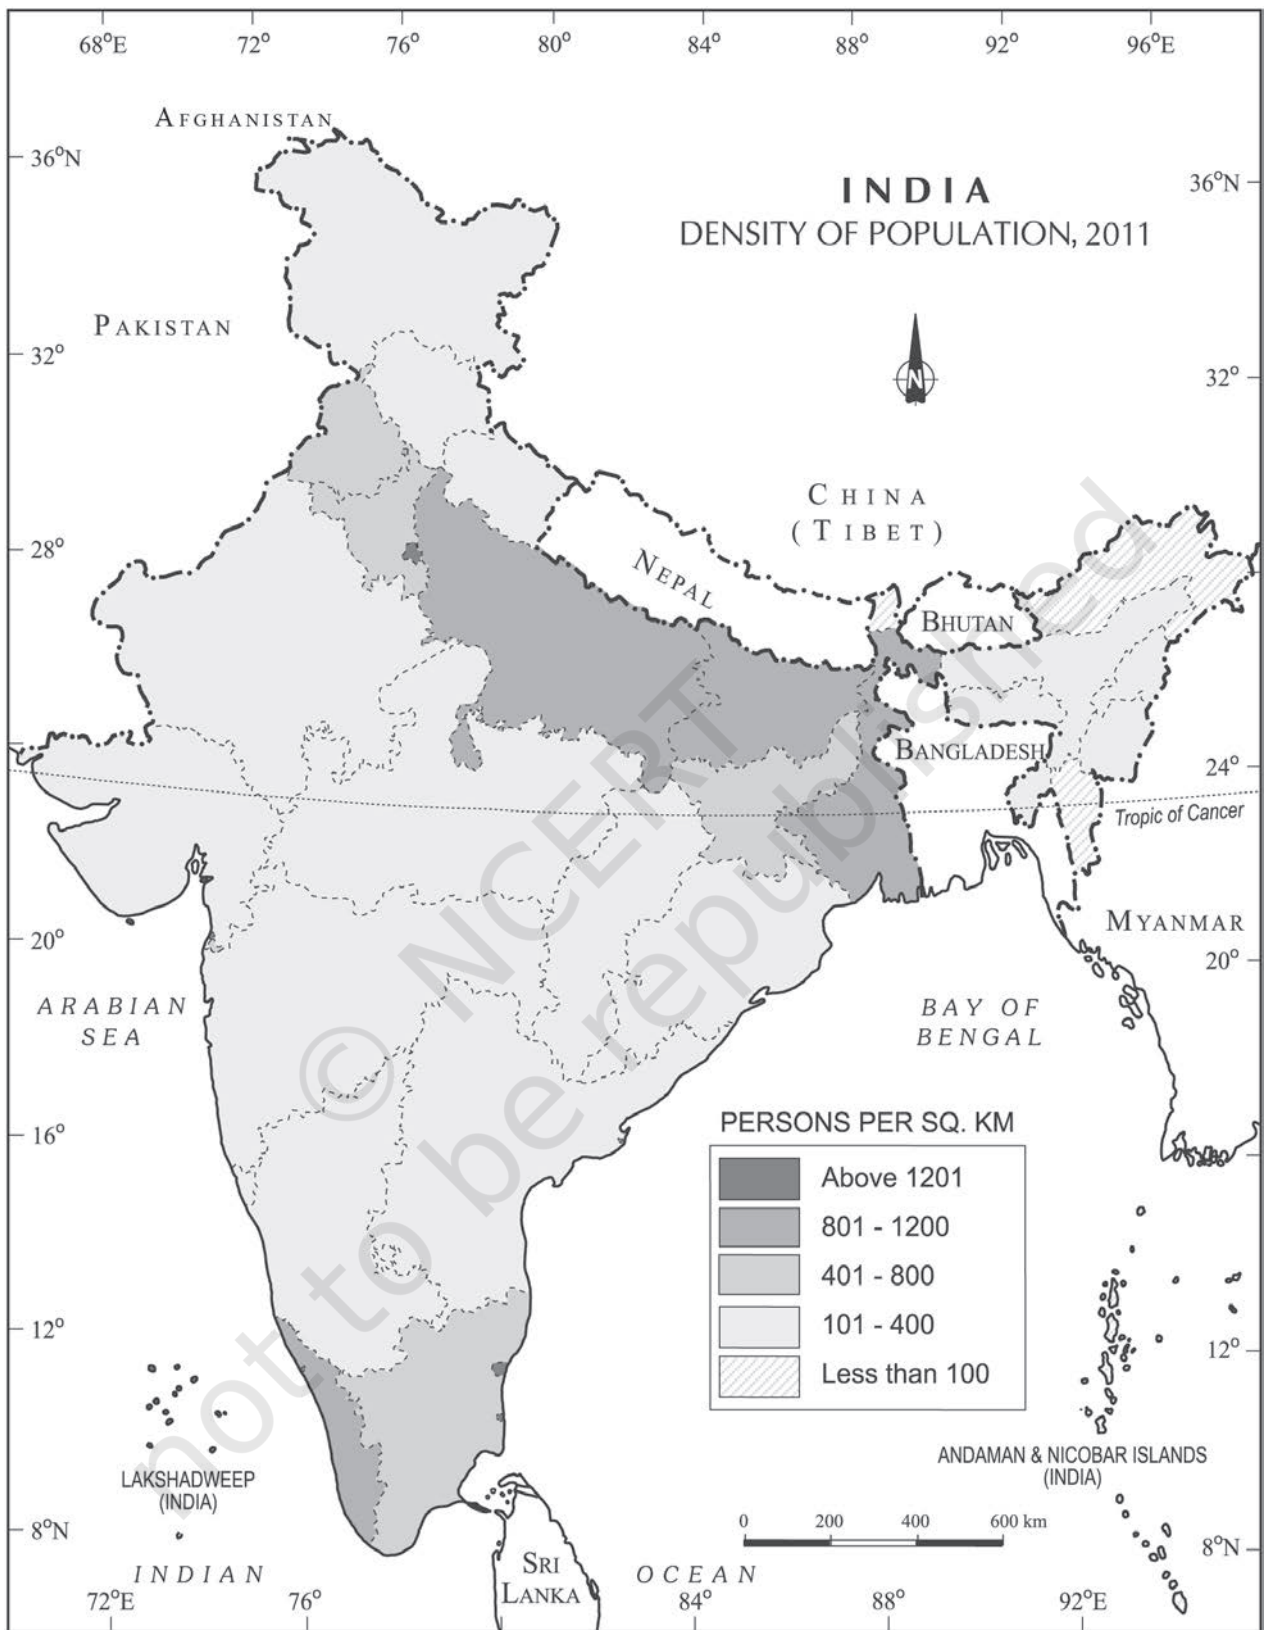 68°E 72° 76° 80° 84° 88° 92° 96°E
AFGHANISTAN
36°N
INDIA
36°N
DENSITY OF POPULATION, 2011
PAKISTAN
32°
32°
N
CHINA
(TIBET)
28°
NEPAL
BHUTAN
BANGLADESH
24°
Tropic of Cancer
MYANMAR
20°
20°
ARABIAN
SEA
BAY OF
BENGAL
© NCERT
not to be republished
16°
PERSONS PER SQ. KM
Above 1201
801 - 1200
401 - 800
101 - 400
Less than 100
12°
12°
LAKSHADWEEP
(INDIA)
ANDAMAN & NICOBAR ISLANDS
(INDIA)
0 200 400 600 km
8°N
8°N
SRI
LANKA
INDIAN OCEAN
72°E 76° 84° 88° 92°E